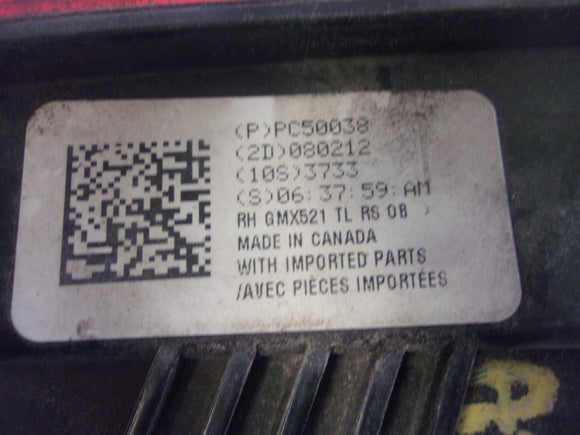 (P)PC50038
(2D)080212
(10S)3733
(S)06:37:59:AM
RH GMX521 TL RS OB )
MADE IN CANADA
WITH IMPORTED PARTS
/AVEC PIÈCES IMPORTÉES